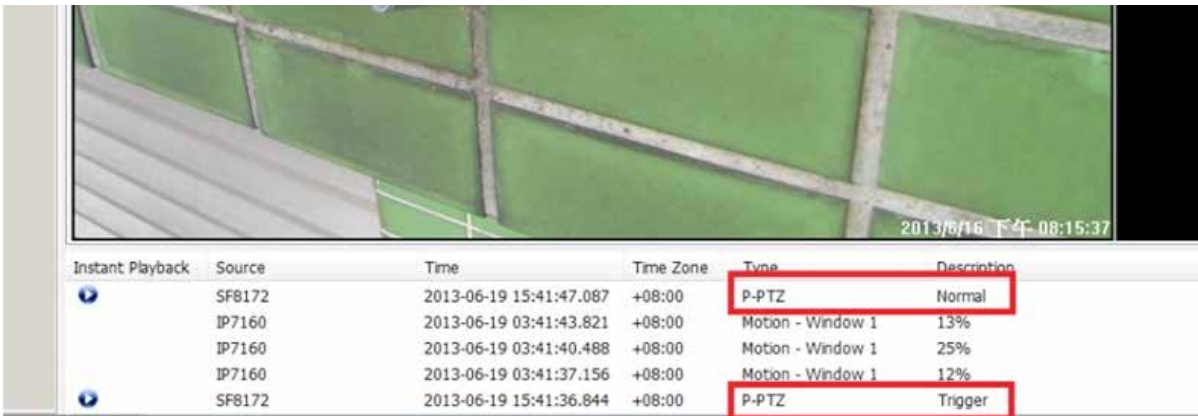 2013/6/16 下午 08:15:37
Instant Playback Source Time Time Zone Type Description
SF8172 2013-06-19 15:41:47.087 +08:00 P-PTZ Normal
IP7160 2013-06-19 03:41:43.821 +08:00 Motion - Window 1 13%
IP7160 2013-06-19 03:41:40.488 +08:00 Motion - Window 1 25%
IP7160 2013-06-19 03:41:37.156 +08:00 Motion - Window 1 12%
SF8172 2013-06-19 15:41:36.844 +08:00 P-PTZ Trigger